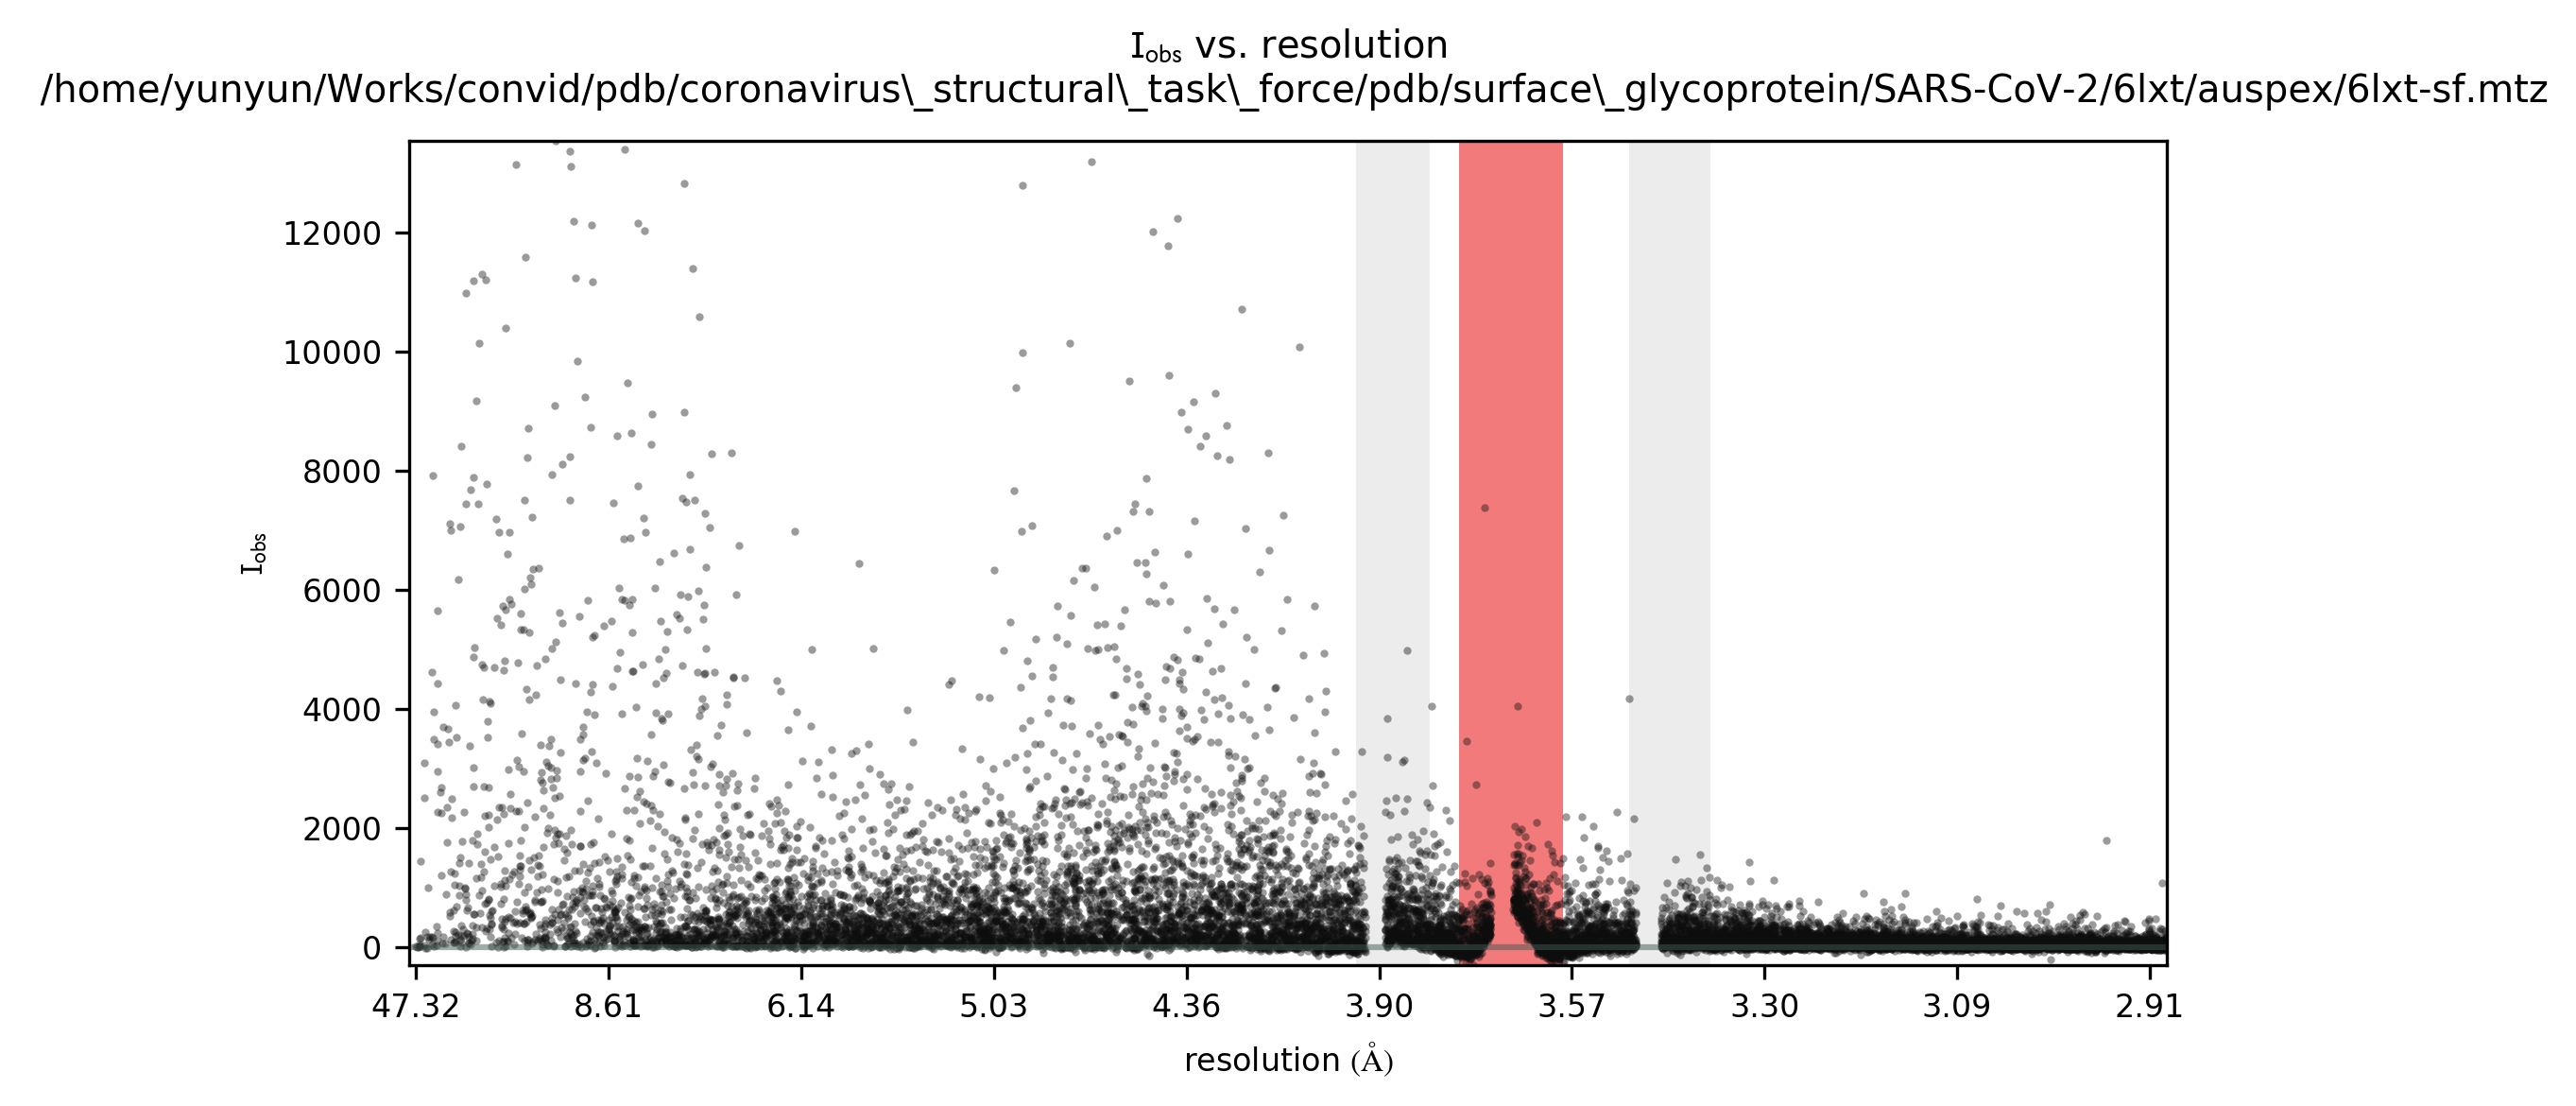 I_obs vs. resolution
/home/yunyun/Works/convid/pdb/coronavirus\_structural\_task\_force/pdb/surface\_glycoprotein/SARS-CoV-2/6lxt/auspex/6lxt-sf.mtz
12000
10000
8000
6000
4000
2000
0
I_obs
47.32 8.61 6.14 5.03 4.36 3.90 3.57 3.30 3.09 2.91
resolution (Å)